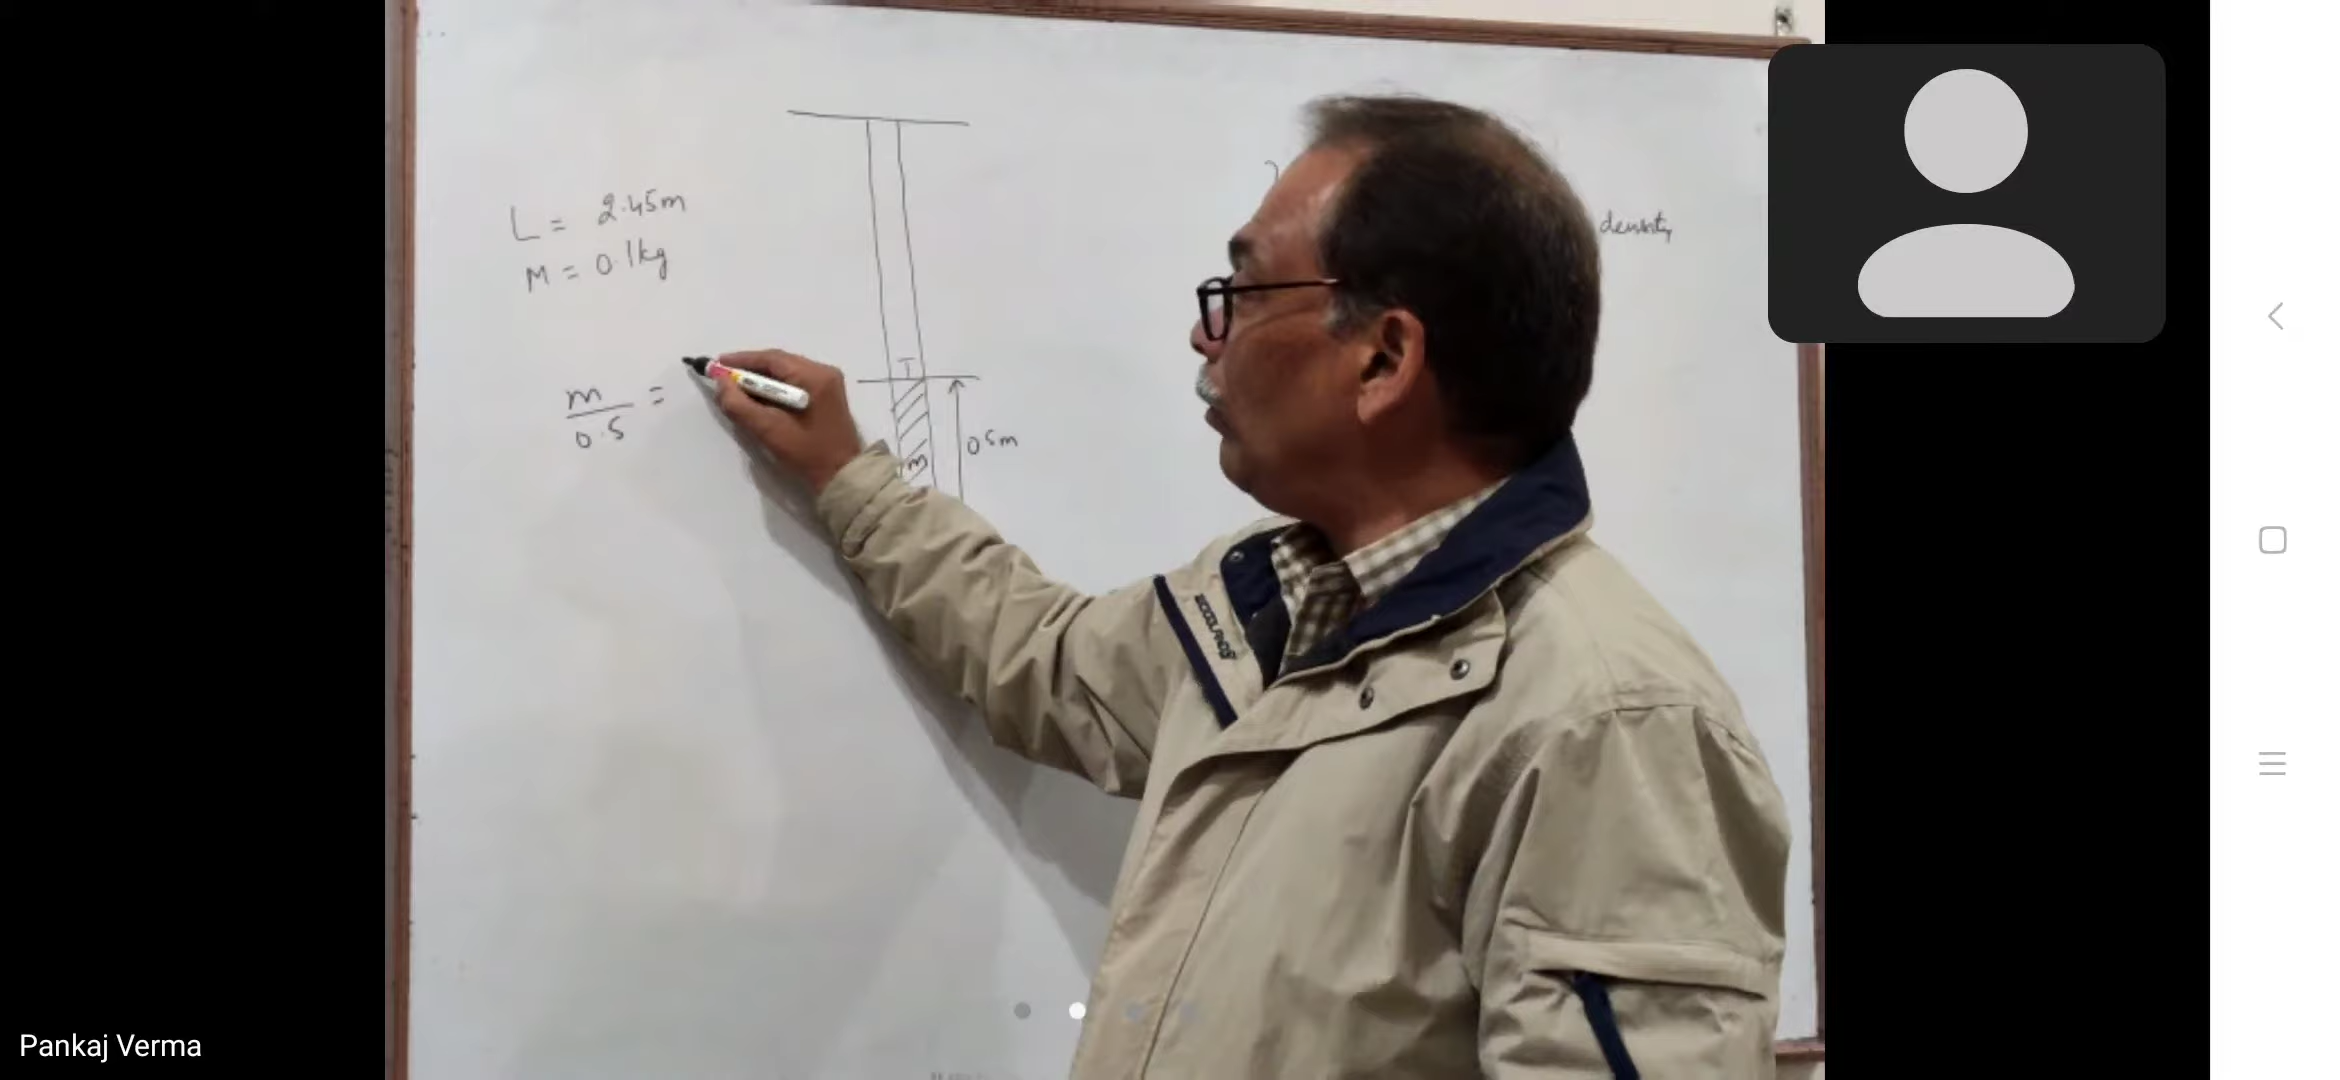 L = 2.45m
M = 0.1kg
m
0.5
=
T
m
0.5m
density
Pankaj Verma